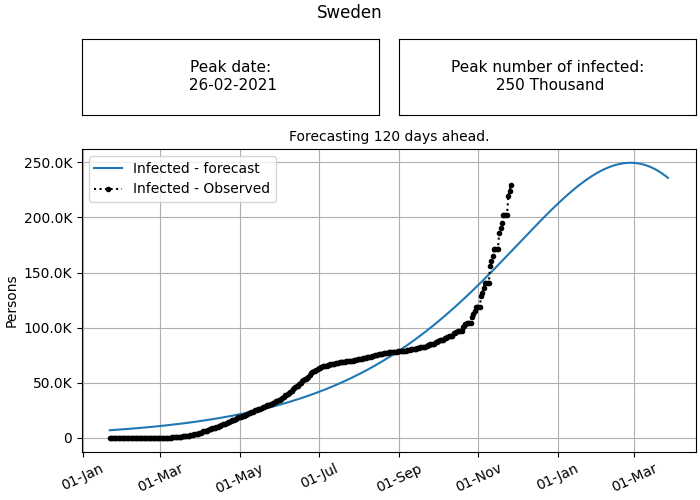 Sweden
Peak date:
26-02-2021
Peak number of infected:
250 Thousand
Forecasting 120 days ahead.
Infected - forecast
Infected - Observed
250.0K
200.0K
150.0K
100.0K
50.0K
0
Persons
01-Jan
01-Mar
01-May
01-Jul
01-Sep
01-Nov
01-Jan
01-Mar